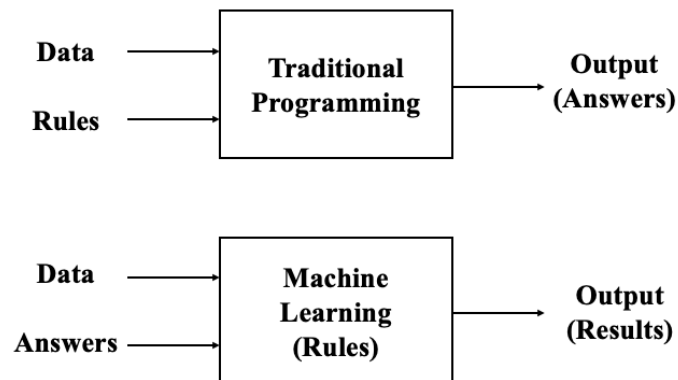 Data
Rules
Traditional
Programming
Output
(Answers)
Data
Answers
Machine
Learning
(Rules)
Output
(Results)